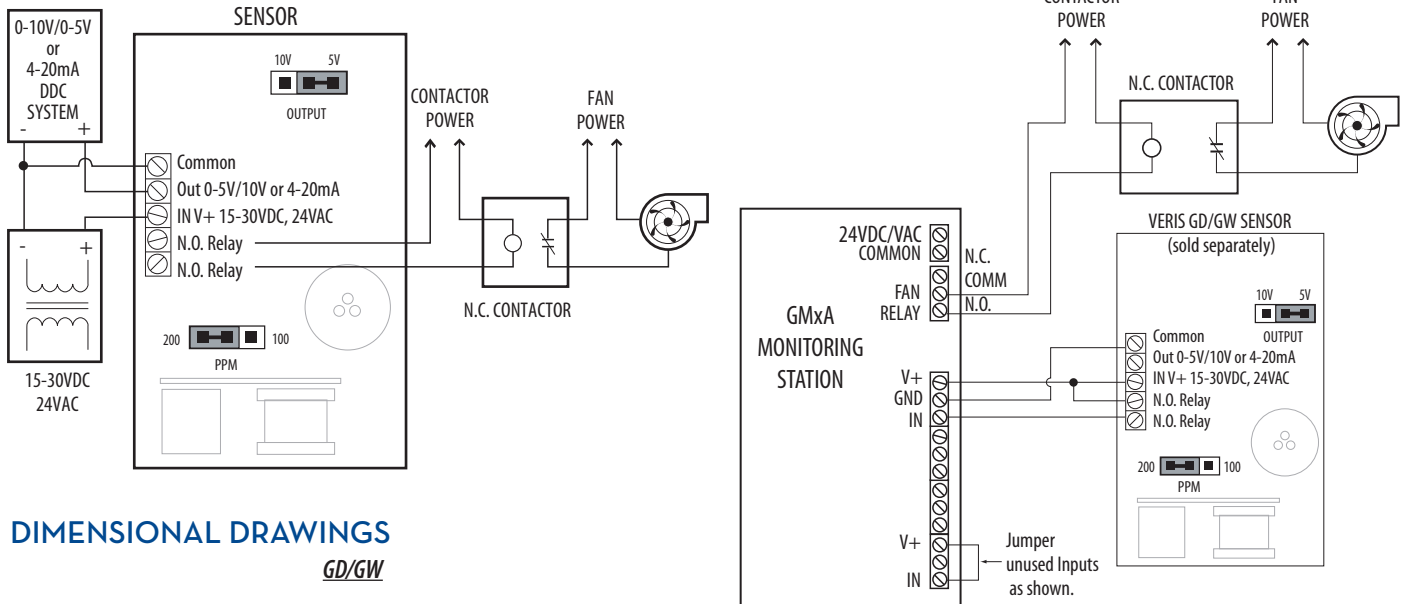 SENSOR
0-10V/0-5V
or
4-20mA
DDC
SYSTEM
- +
10V 5V
OUTPUT
Common
Out 0-5V/10V or 4-20mA
IN V+ 15-30VDC, 24VAC
N.O. Relay
N.O. Relay
- +
15-30VDC
24VAC
200 100
PPM
CONTACTOR
POWER
FAN
POWER
N.C. CONTACTOR
DIMENSIONAL DRAWINGS
GD/GW
CONTACTOR
POWER
FAN
POWER
N.C. CONTACTOR
24VDC/VAC
COMMON
N.C.
FAN
RELAY
COMM
N.O.
GMxA
MONITORING
STATION
V+
GND
IN
V+
IN
Jumper
unused Inputs
as shown.
VERIS GD/GW SENSOR
(sold separately)
10V 5V
OUTPUT
Common
Out 0-5V/10V or 4-20mA
IN V+ 15-30VDC, 24VAC
N.O. Relay
N.O. Relay
200 100
PPM